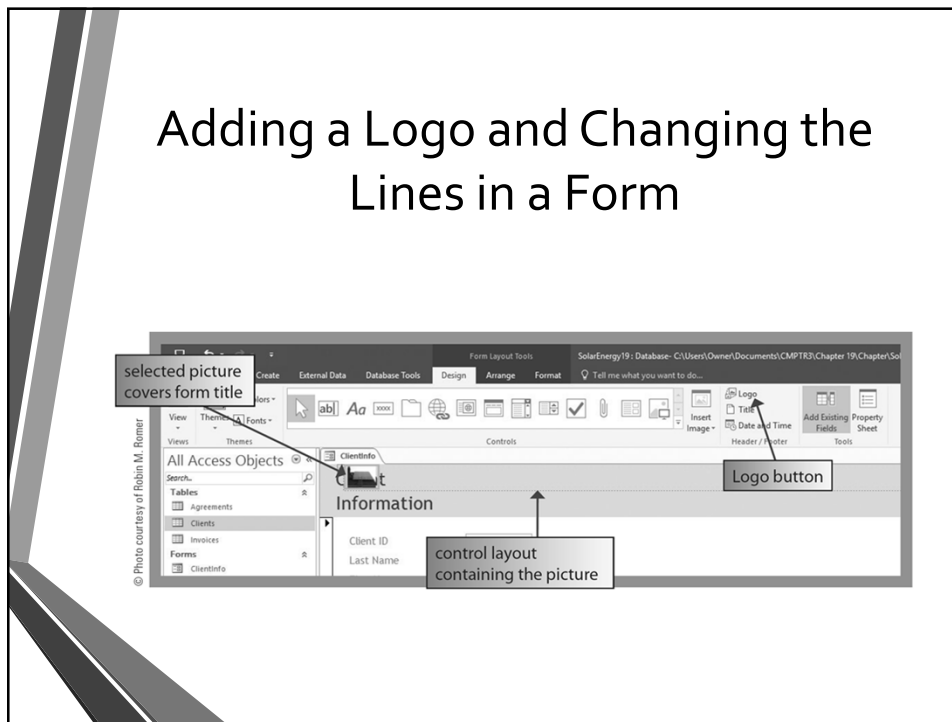 Adding a Logo and Changing the
Lines in a Form
selected picture
covers form title
Form Layout Tools
SolarEnergy19 : Database- C:\Users\Owner\Documents\CMPTR3\Chapter 19\Chapter\Sol
Create External Data Database Tools Design Arrange Format Tell me what you want to do...
View
Themes
Fonts
ab|
Aa
xxxx
Insert
Image
Logo
Title
Date and Time
Add Existing
Fields
Property
Sheet
Views
Themes
Controls
Header / Footer
Tools
Logo button
All Access Objects
Search...
Tables
Agreements
Clients
Invoices
Forms
ClientInfo
ClientInfo
Information
Client ID
Last Name
control layout
containing the picture
© Photo courtesy of Robin M. Romer